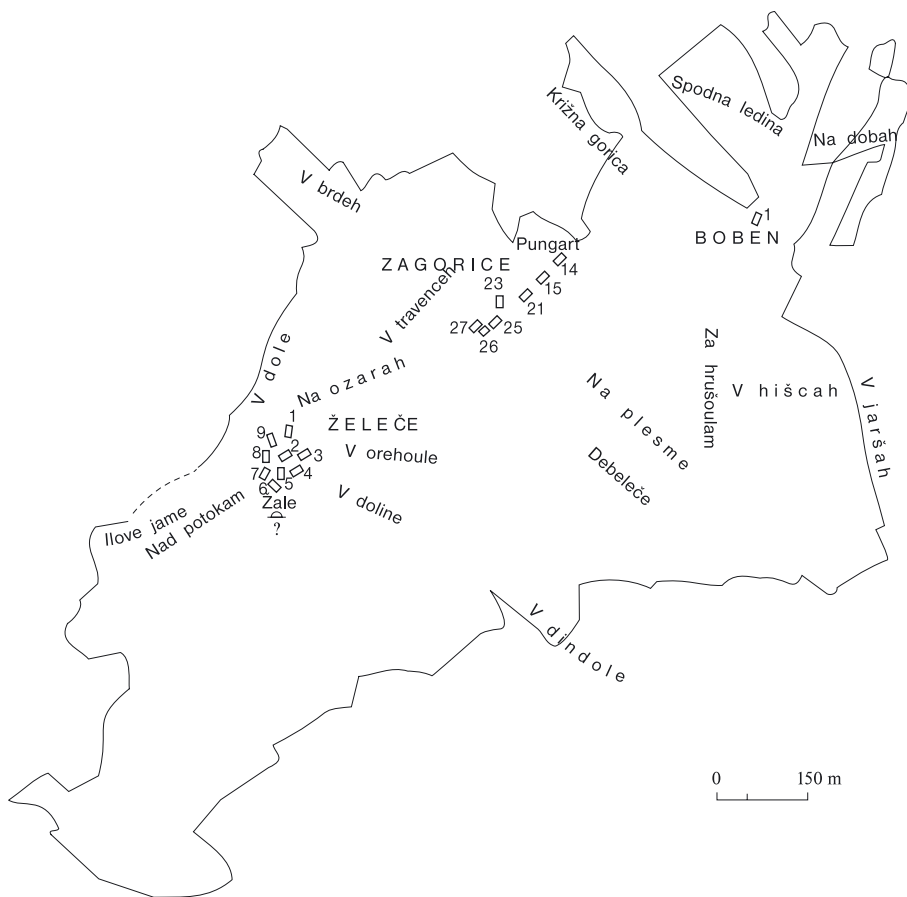 Križna gorica
Spodna ledina
Na dobah
V brdeh
1
BOBEN
Pungart
ZAGORICE
14
23
15
21
V travenceh
27
25
26
Za hrušoulam
V dole
Na ozarah
Na plesme
V hišcah
V jaršah
1
ŽELEČE
9
2
3
8
V orehoule
Debeleče
7
4
5
6
V doline
Žale
?
Ilove jame
Nad potokam
V dindole
0 150 m